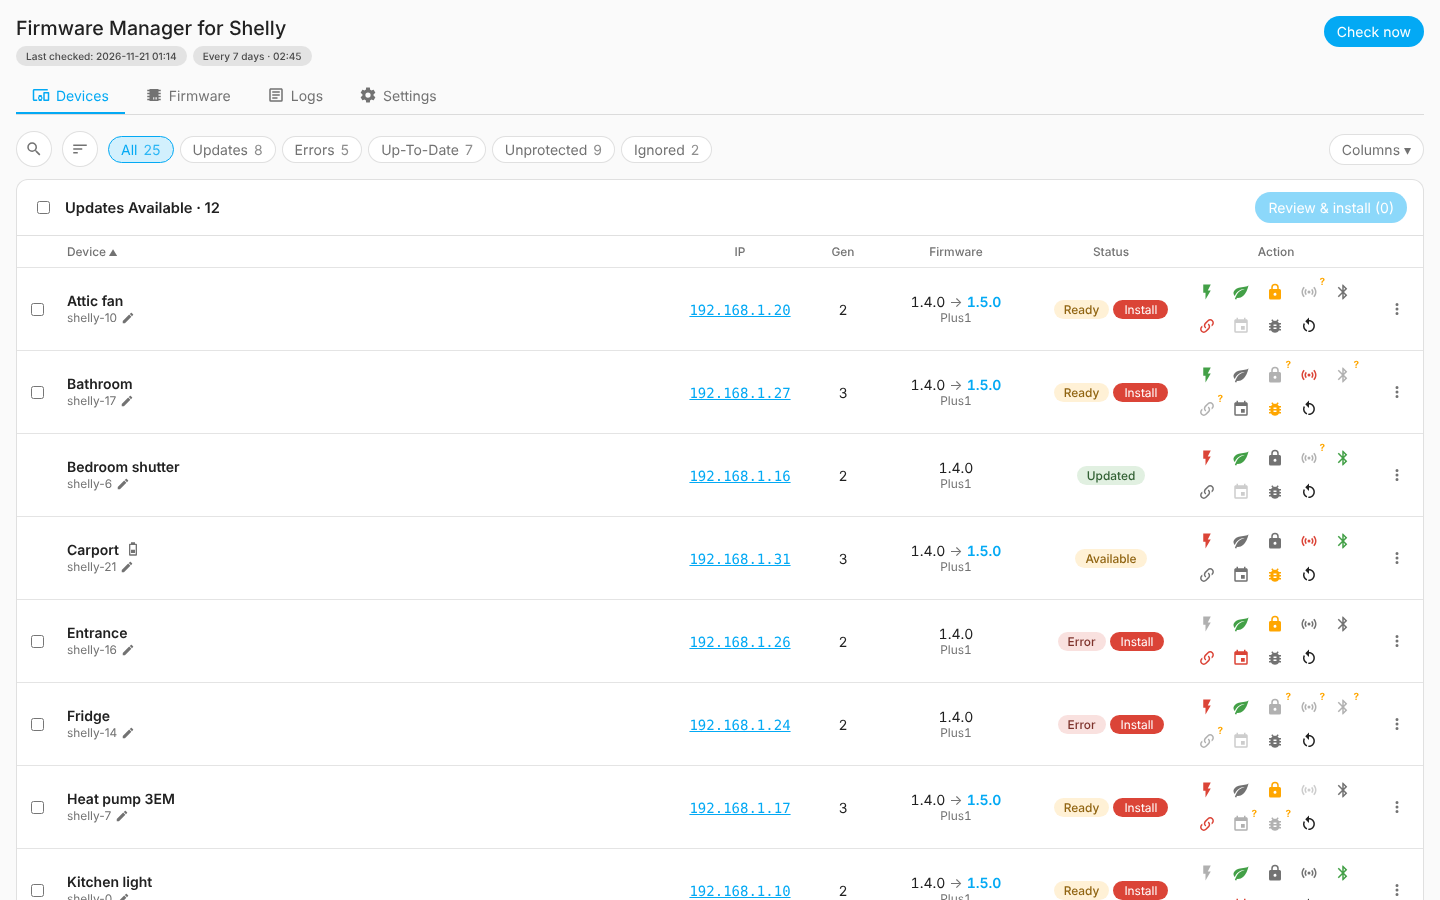 Firmware Manager for Shelly
Check now
Last checked: 2026-11-21 01:14
Every 7 days · 02:45
Devices
Firmware
Logs
Settings
All 25
Updates 8
Errors 5
Up-To-Date 7
Unprotected 9
Ignored 2
Columns ▾
Updates Available · 12
Review & install (0)
Device ▲ IP Gen Firmware Status Action
Attic fan
shelly-10
192.168.1.20
2
1.4.0 → 1.5.0
Plus1
Ready
Install
?
Bathroom
shelly-17
192.168.1.27
3
1.4.0 → 1.5.0
Plus1
Ready
Install
? ?
?
Bedroom shutter
shelly-6
192.168.1.16
2
1.4.0
Plus1
Updated
?
Carport
shelly-21
192.168.1.31
3
1.4.0 → 1.5.0
Plus1
Available
Entrance
shelly-16
192.168.1.26
2
1.4.0
Plus1
Error
Install
Fridge
shelly-14
192.168.1.24
2
1.4.0
Plus1
Error
Install
? ? ?
?
Heat pump 3EM
shelly-7
192.168.1.17
3
1.4.0 → 1.5.0
Plus1
Ready
Install
? ?
Kitchen light
shelly-0
192.168.1.10
2
1.4.0 → 1.5.0
Plus1
Ready
Install